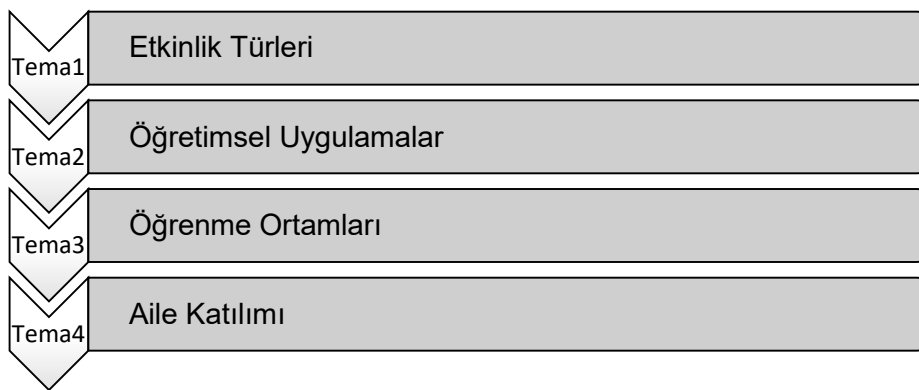 Tema1 Etkinlik Türleri
Tema2 Öğretimsel Uygulamalar
Tema3 Öğrenme Ortamları
Tema4 Aile Katılımı